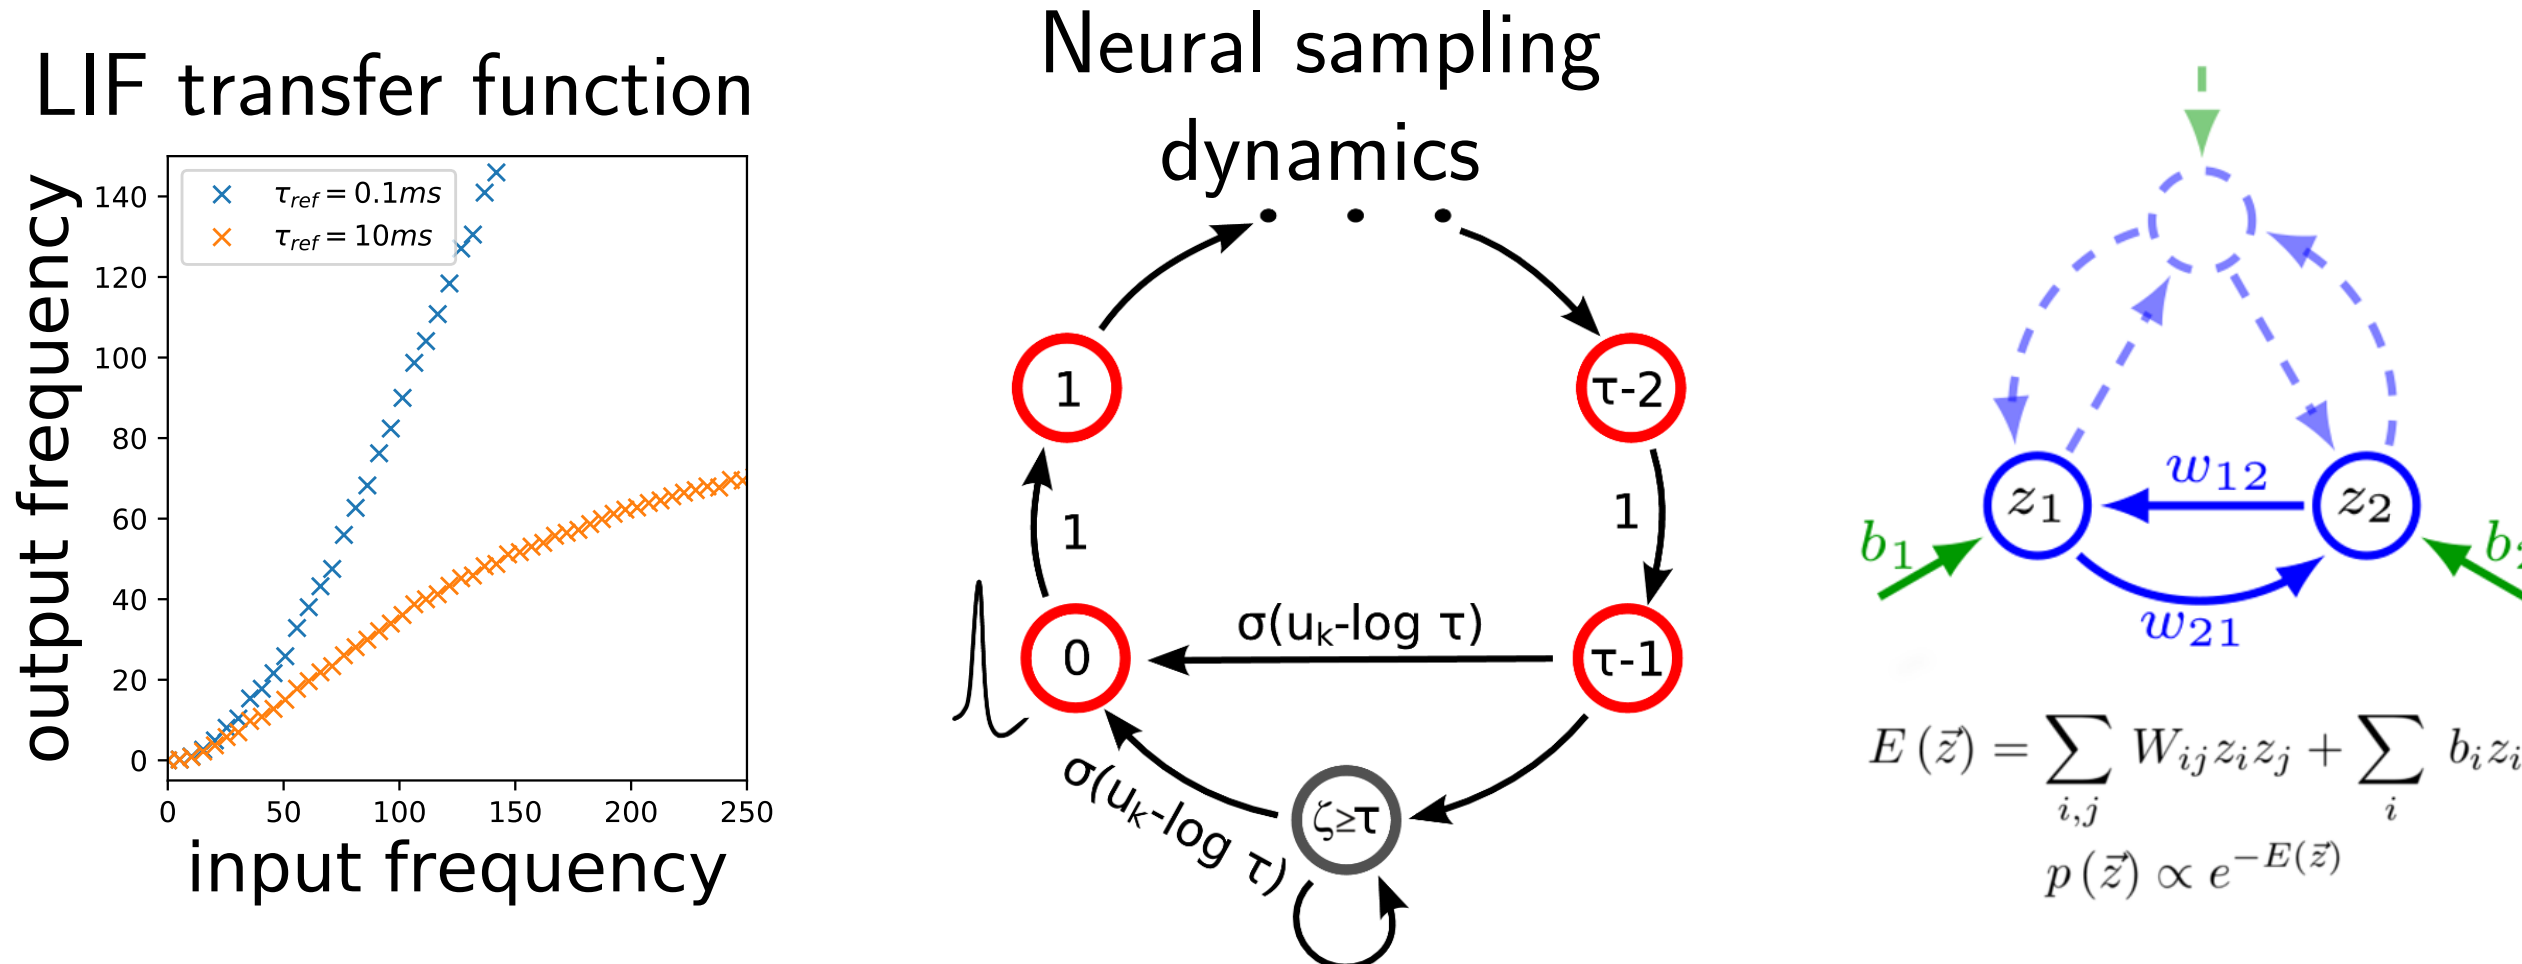 LIF transfer function
output frequency
140
120
100
80
60
40
20
0
τref = 0.1ms
τref = 10ms
0 50 100 150 200 250
input frequency
Neural sampling
dynamics
. . .
1
τ-2
1
1
0
σ(uk-log τ)
τ-1
ζ≥τ
σ(uk-log τ)
z1
w12
z2
b1
b2
w21
E (z⃗) = ∑i,j Wij zi zj + ∑i bi zi
p (z⃗) ∝ e^−E(z⃗)